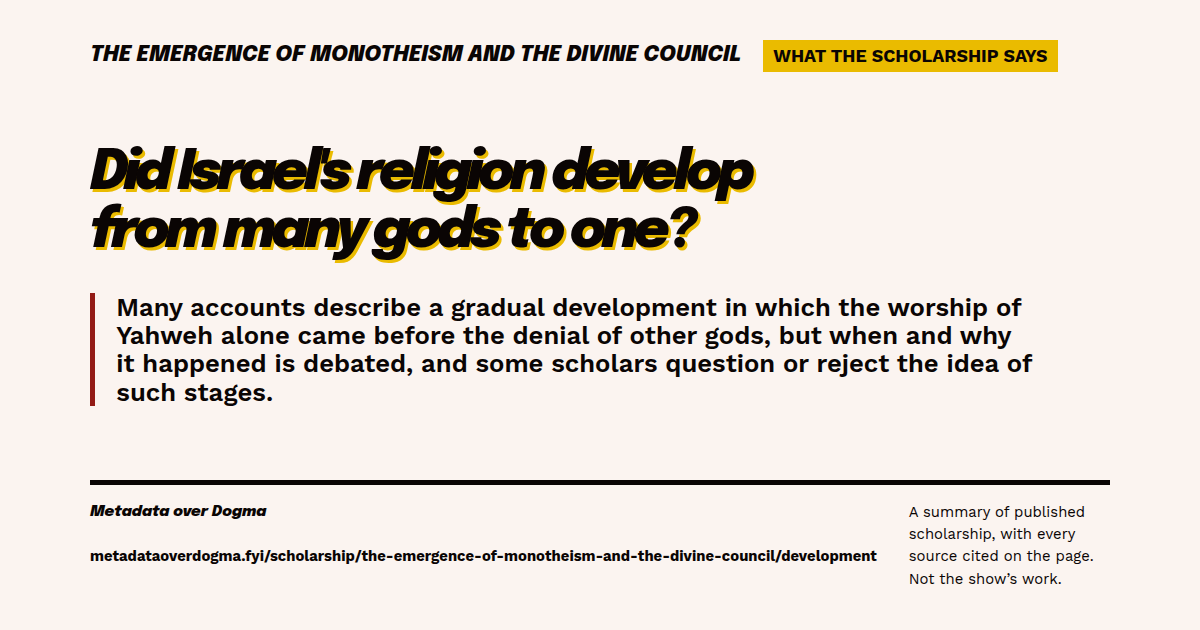 THE EMERGENCE OF MONOTHEISM AND THE DIVINE COUNCIL
WHAT THE SCHOLARSHIP SAYS
Did Israel's religion develop
from many gods to one?
Many accounts describe a gradual development in which the worship of
Yahweh alone came before the denial of other gods, but when and why
it happened is debated, and some scholars question or reject the idea of
such stages.
Metadata over Dogma
metadataoverdogma.fyi/scholarship/the-emergence-of-monotheism-and-the-divine-council/development
A summary of published
scholarship, with every
source cited on the page.
Not the show’s work.